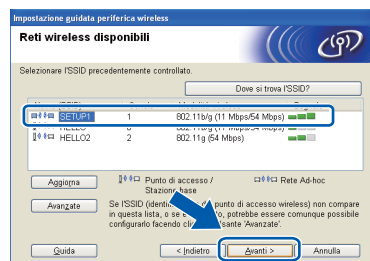 Impostazione guidata periferica wireless
Reti wireless disponibili
Selezionare l'SSID precedentemente controllato.
Dove si trova l'SSID?
SETUP1 1 802.11b/g (11 Mbps/54 Mbps)
HELLO 802.11b/g (11 Mbps/54 Mbps)
HELLO2 2 802.11g (54 Mbps)
Aggiorna
Punto di accesso / Stazione base
Rete Ad-hoc
Avanzate
Se l'SSID punto di accesso wireless) non compare
in questa lista, o se è potrebbe essere comunque possibile
configurarlo facendo cli pulsante 'Avanzate'.
Guida
< Indietro
Avanti >
Annulla